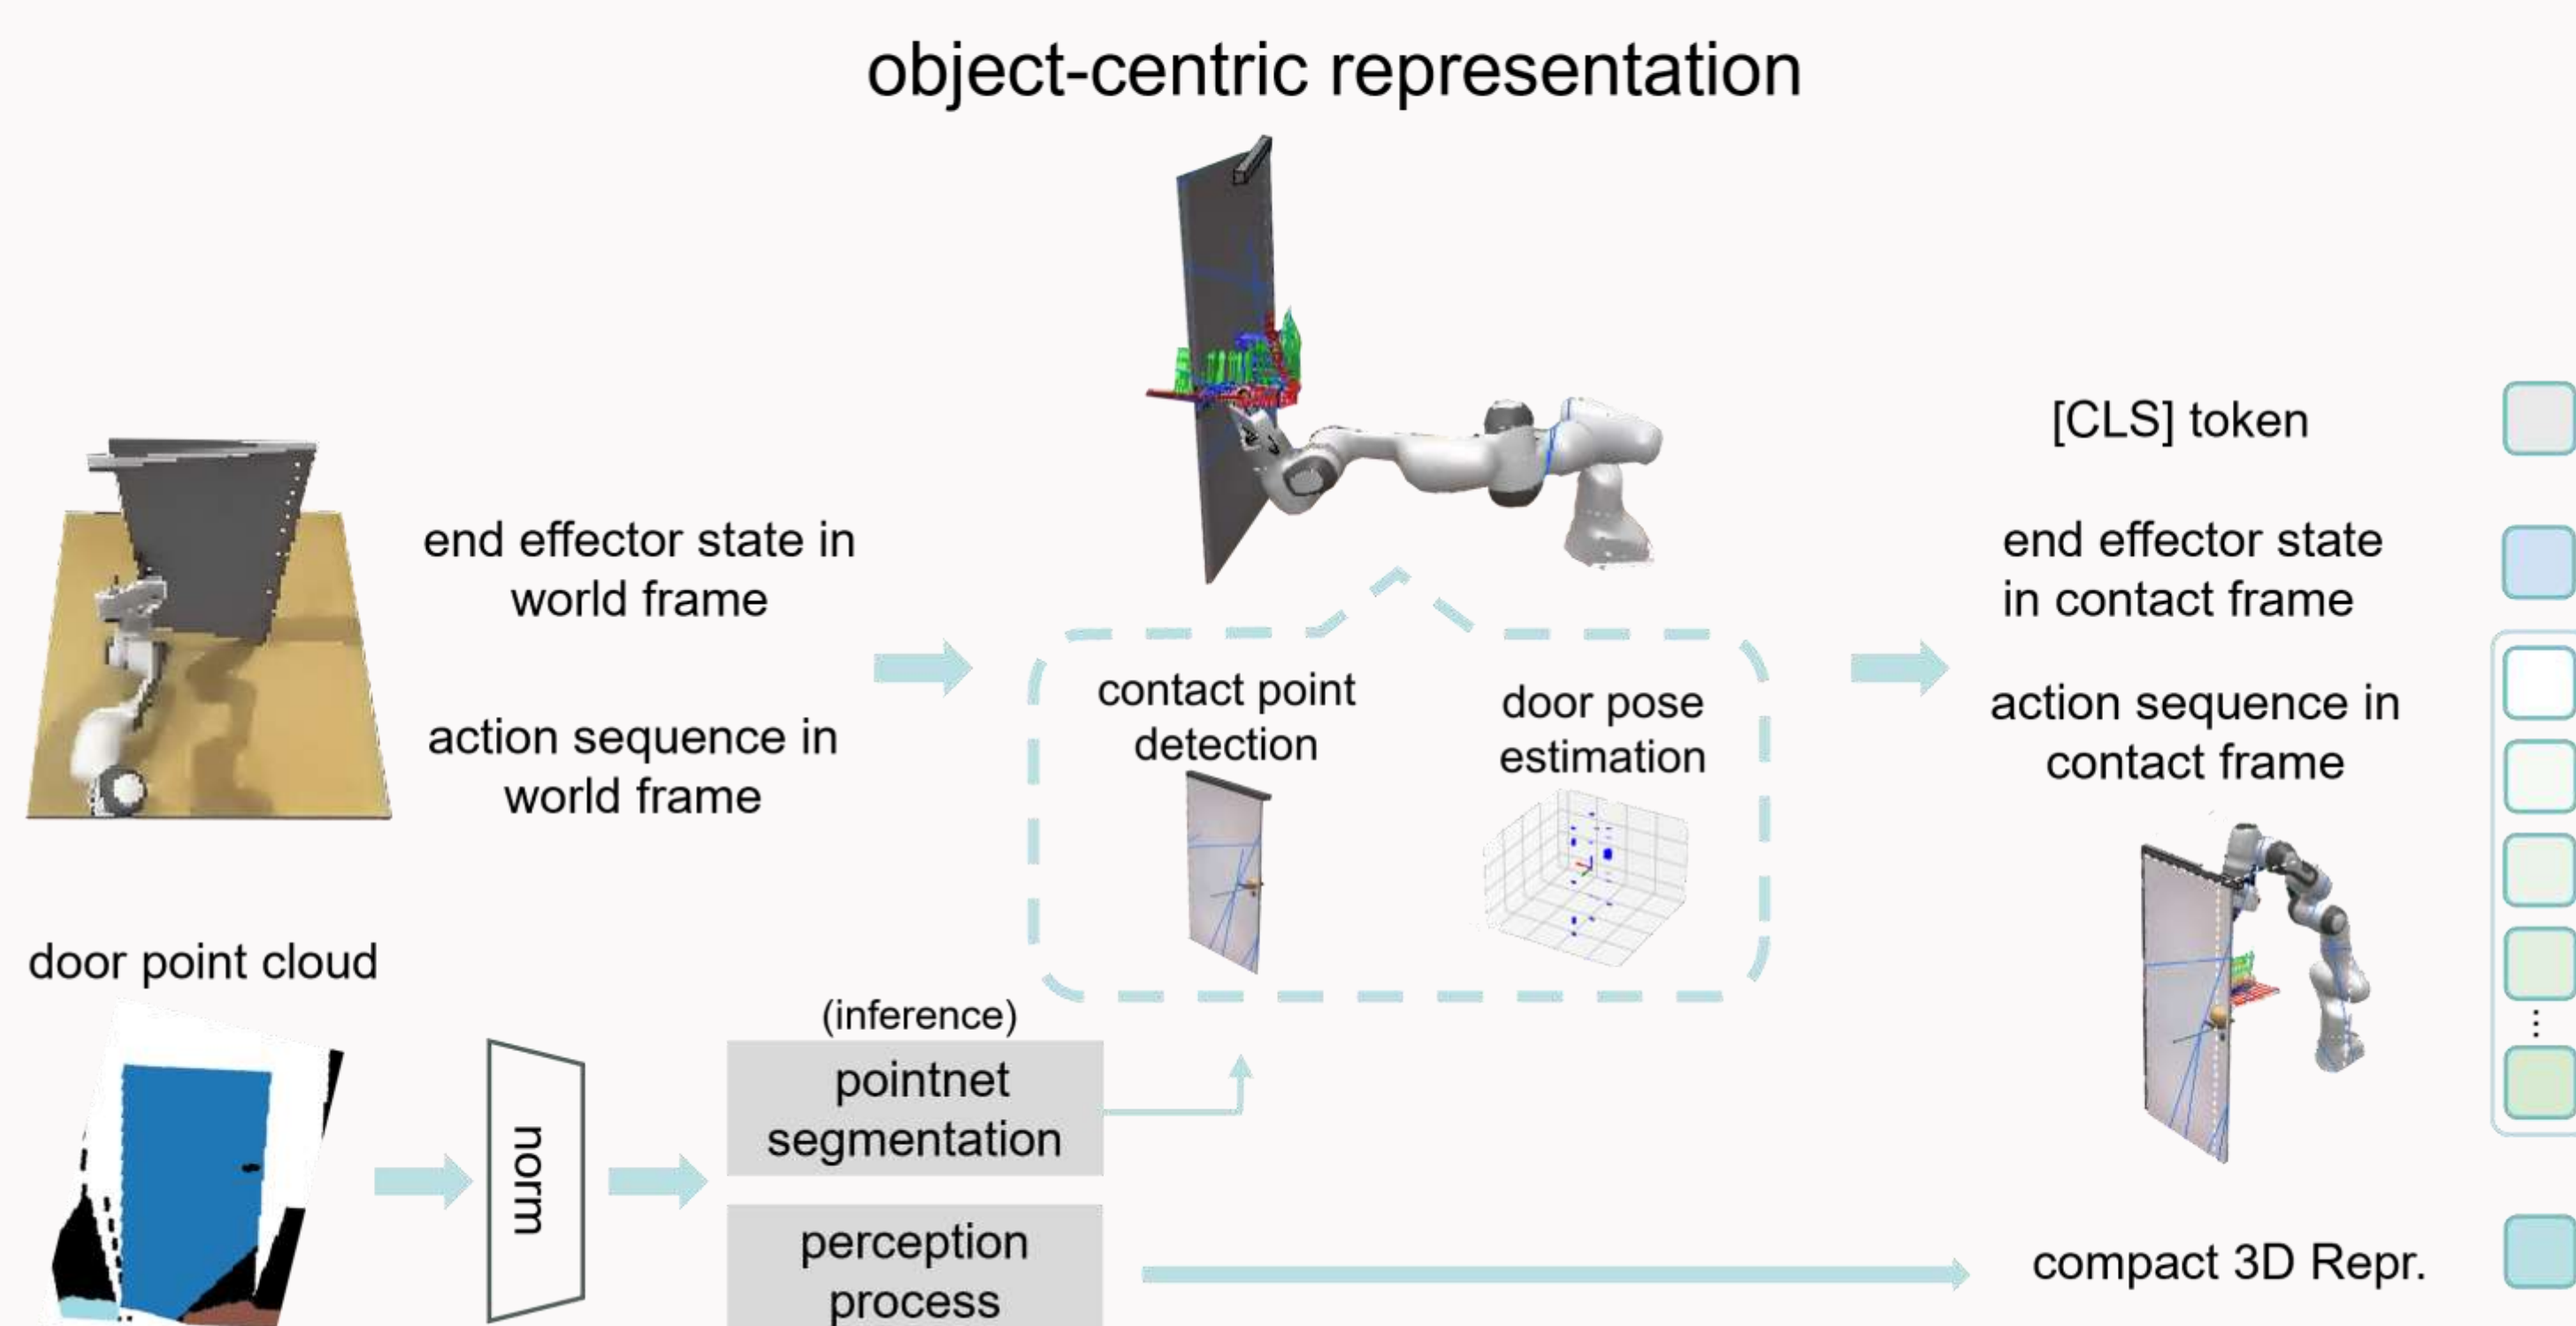 object-centric representation
end effector state in
world frame
action sequence in
world frame
door point cloud
norm
(inference)
pointnet
segmentation
perception
process
contact point
detection
door pose
estimation
[CLS] token
end effector state
in contact frame
action sequence in
contact frame
compact 3D Repr.